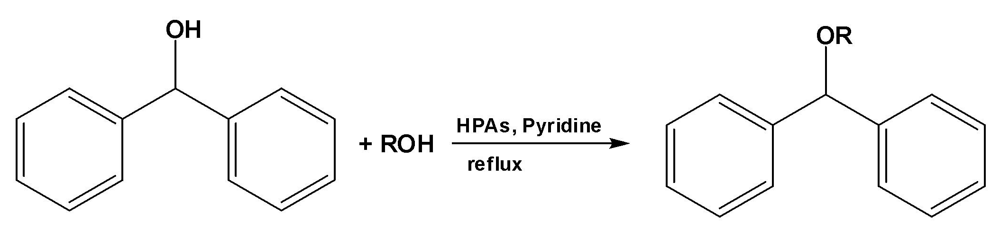 OH
+ ROH
HPAs, Pyridine
reflux
OR